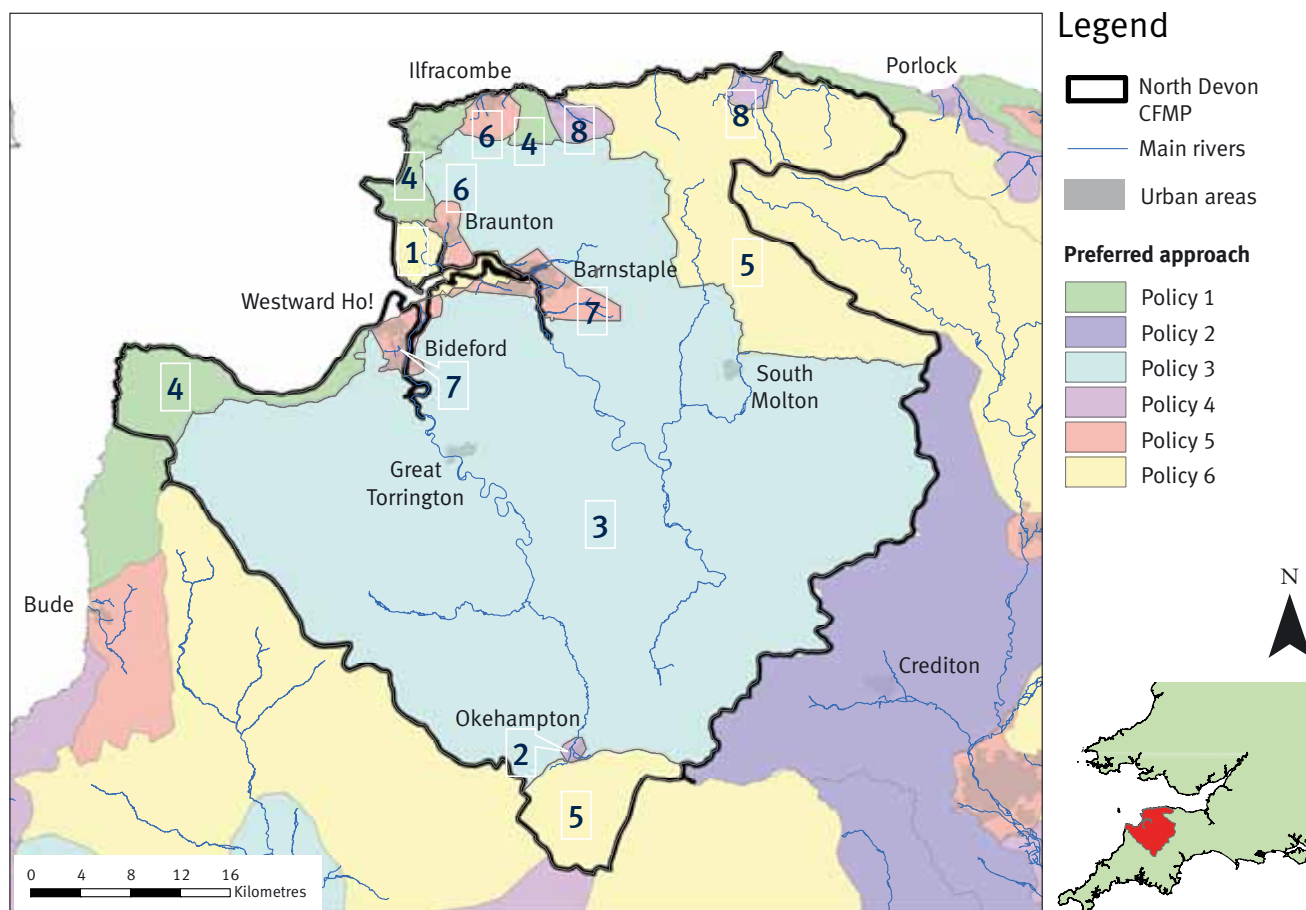 Legend
North Devon
CFMP
Main rivers
Urban areas
Preferred approach
Policy 1
Policy 2
Policy 3
Policy 4
Policy 5
Policy 6
N
Ilfracombe
Porlock
6
4
8
8
4
6
Braunton
1
5
Barnstaple
7
Westward Ho!
Bideford
7
4
South
Molton
Great
Torrington
3
Bude
Crediton
Okehampton
2
5
0 4 8 12 16
Kilometres